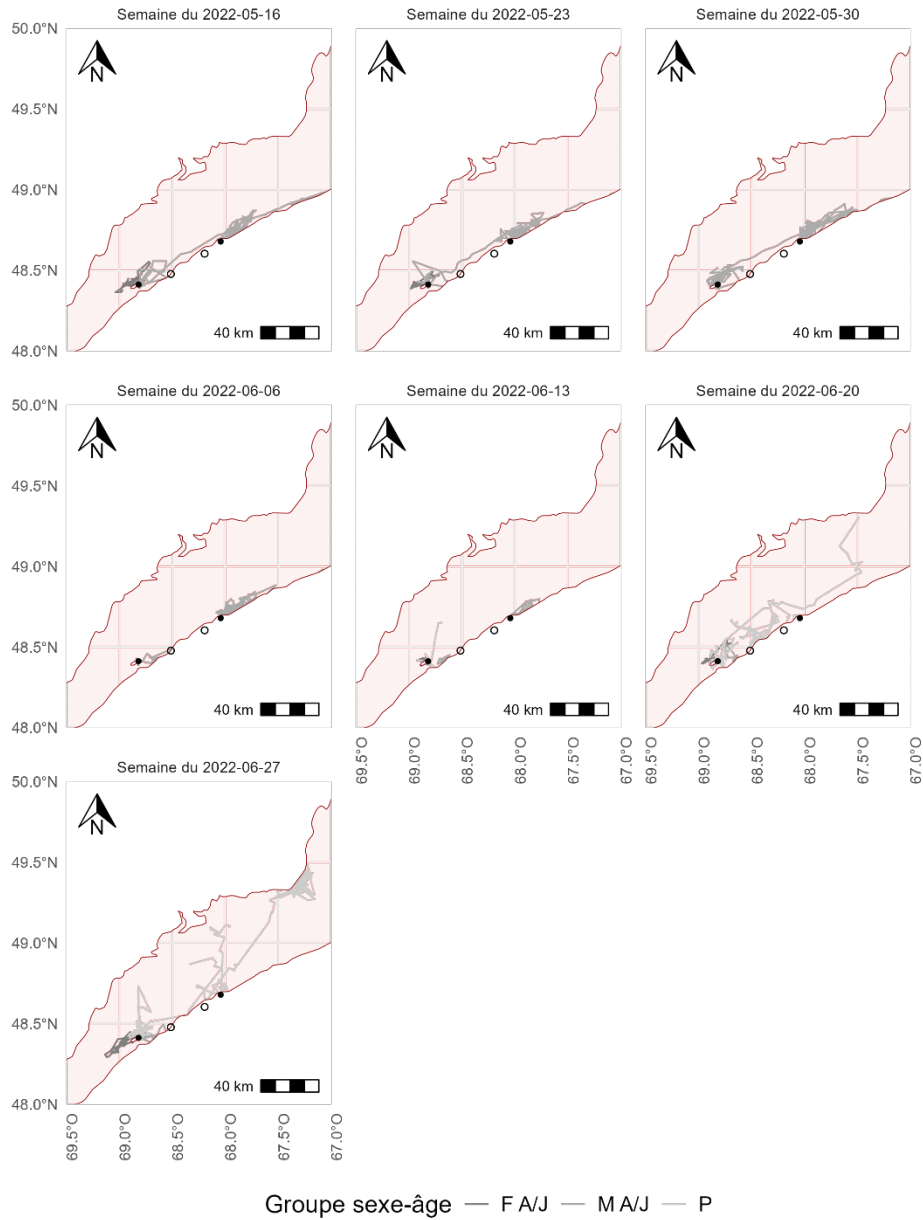 Semaine du 2022-05-16 Semaine du 2022-05-23 Semaine du 2022-05-30
50.0°N
N N N
49.5°N
49.0°N
48.5°N
40 km 40 km 40 km
48.0°N
Semaine du 2022-06-06 Semaine du 2022-06-13 Semaine du 2022-06-20
50.0°N
N N N
49.5°N
49.0°N
48.5°N
40 km 40 km 40 km
48.0°N
69.5°O 69.0°O 68.5°O 68.0°O 67.5°O 67.0°O 69.5°O 69.0°O 68.5°O 68.0°O 67.5°O 67.0°O
Semaine du 2022-06-27
50.0°N
N
49.5°N
49.0°N
48.5°N
40 km
48.0°N
69.5°O 69.0°O 68.5°O 68.0°O 67.5°O 67.0°O
Groupe sexe-âge F A/J M A/J P